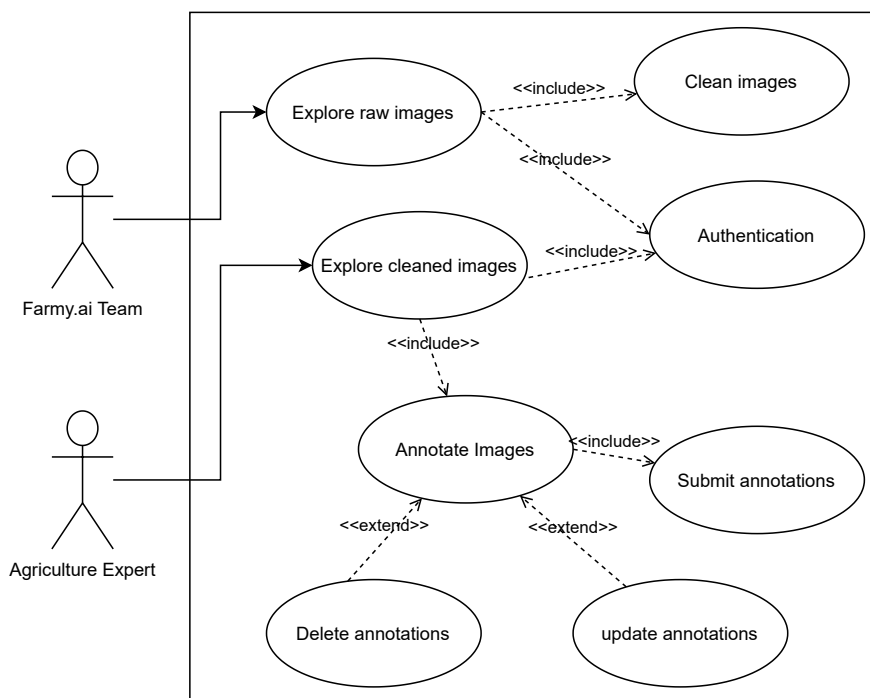 <<include>>
Clean images
Explore raw images
<<include>>
Authentication
<<include>>
Explore cleaned images
Farmy.ai Team
<<include>>
Annotate Images
<<include>>
Submit annotations
<<extend>>
<<extend>>
Agriculture Expert
Delete annotations
update annotations